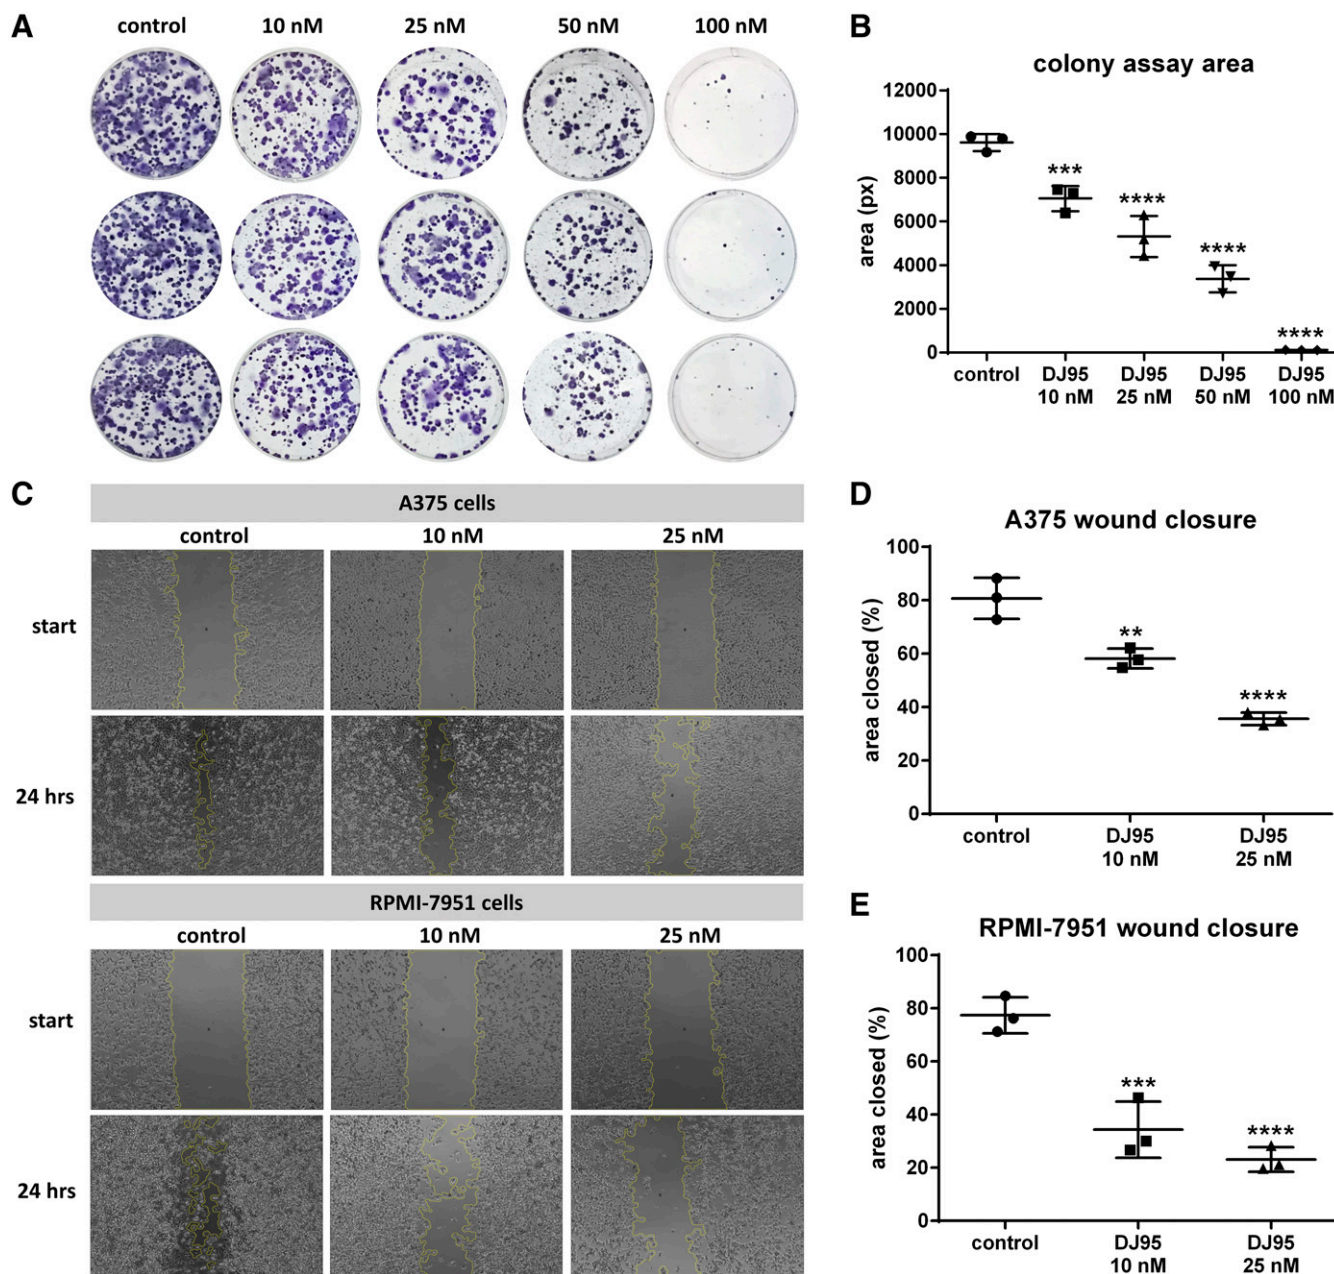 A
control 10 nM 25 nM 50 nM 100 nM
B
colony assay area
area (px)
12000
10000
8000
6000
4000
2000
0
***
****
****
****
control DJ95 DJ95 DJ95 DJ95
10 nM 25 nM 50 nM 100 nM
C
A375 cells
control 10 nM 25 nM
start
24 hrs
RPMI-7951 cells
control 10 nM 25 nM
start
24 hrs
D
A375 wound closure
area closed (%)
100
80
60
40
20
0
**
****
control DJ95 DJ95
10 nM 25 nM
E
RPMI-7951 wound closure
area closed (%)
100
80
60
40
20
0
***
****
control DJ95 DJ95
10 nM 25 nM